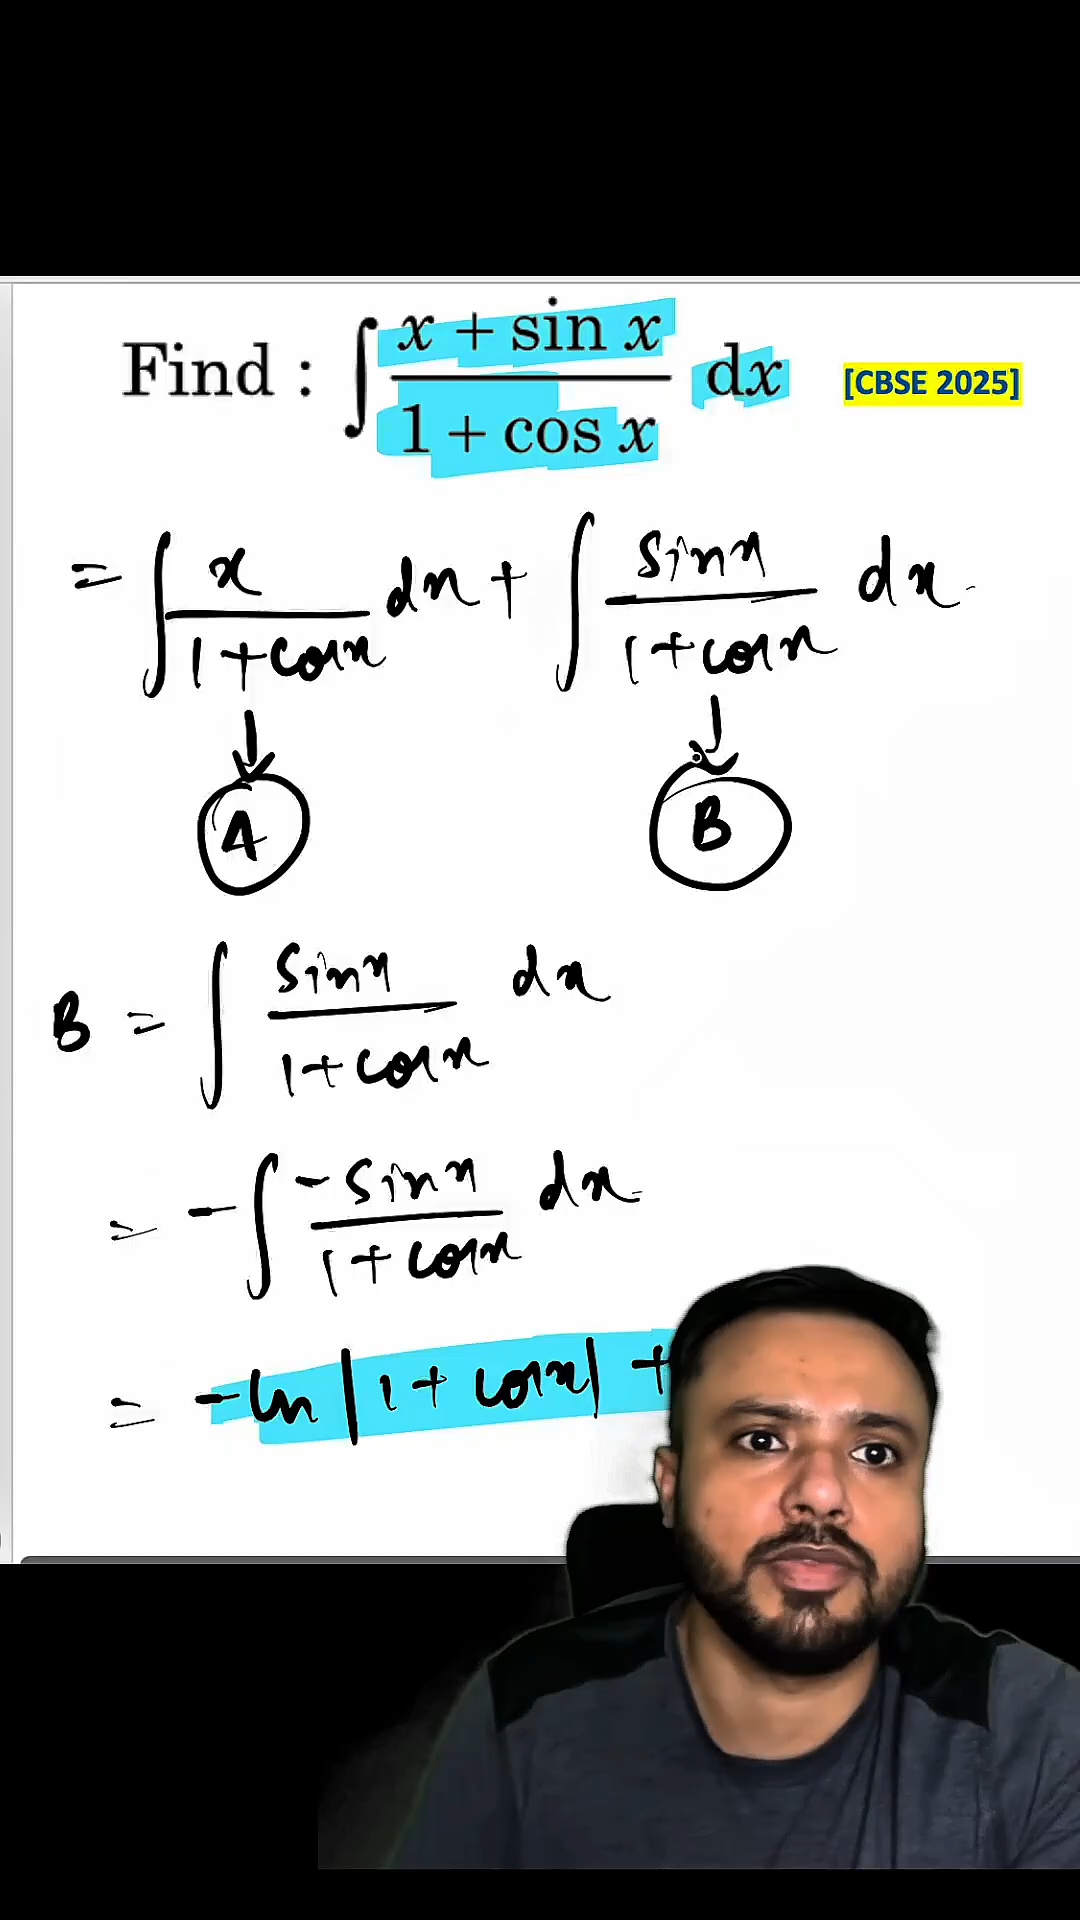 Find : ∫ (x + sin x)/(1 + cos x) dx [CBSE 2025]
= ∫ x/(1+cosx) dx + ∫ sinx/(1+cosx) dx.
↓ ↓
A B
B = ∫ sinx/(1+cosx) dx
= -∫ -sinx/(1+cosx) dx.
= -ln |1+ cosx| +